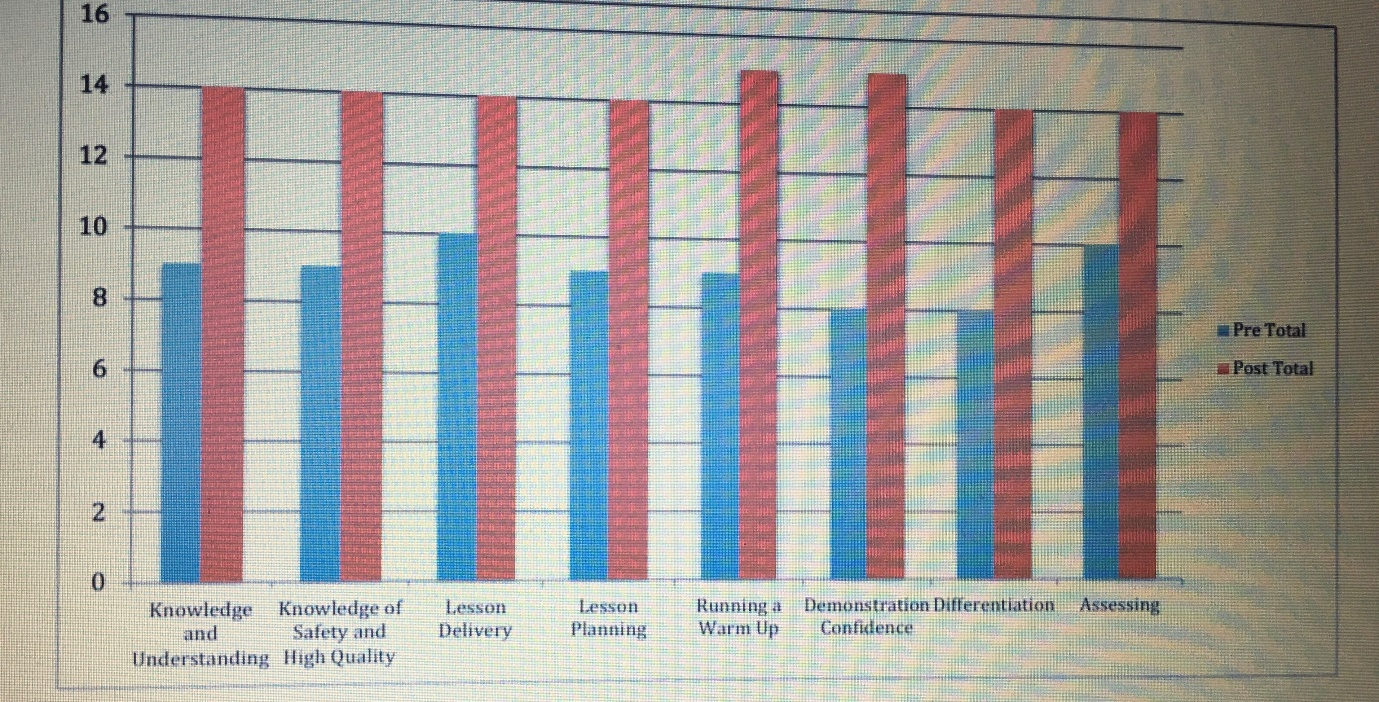 16
14
12
10
8
6
4
2
0
Knowledge
and
Understanding
Knowledge of
Safety and
High Quality
Lesson
Delivery
Lesson
Planning
Running a
Warm Up
Demonstration
Confidence
Differentiation
Assessing
Pre Total
Post Total